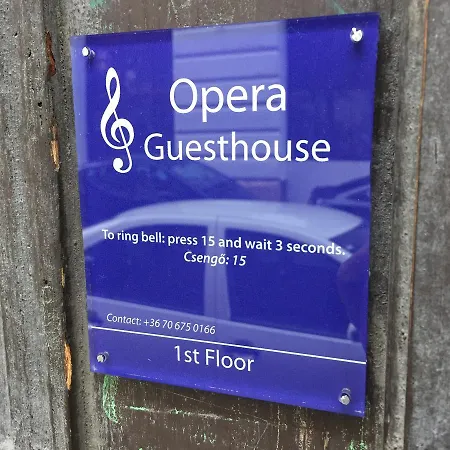 Opera
Guesthouse
To ring bell: press 15 and wait 3 seconds.
Csengő: 15
Contact: +36 70 675 0166
1st Floor